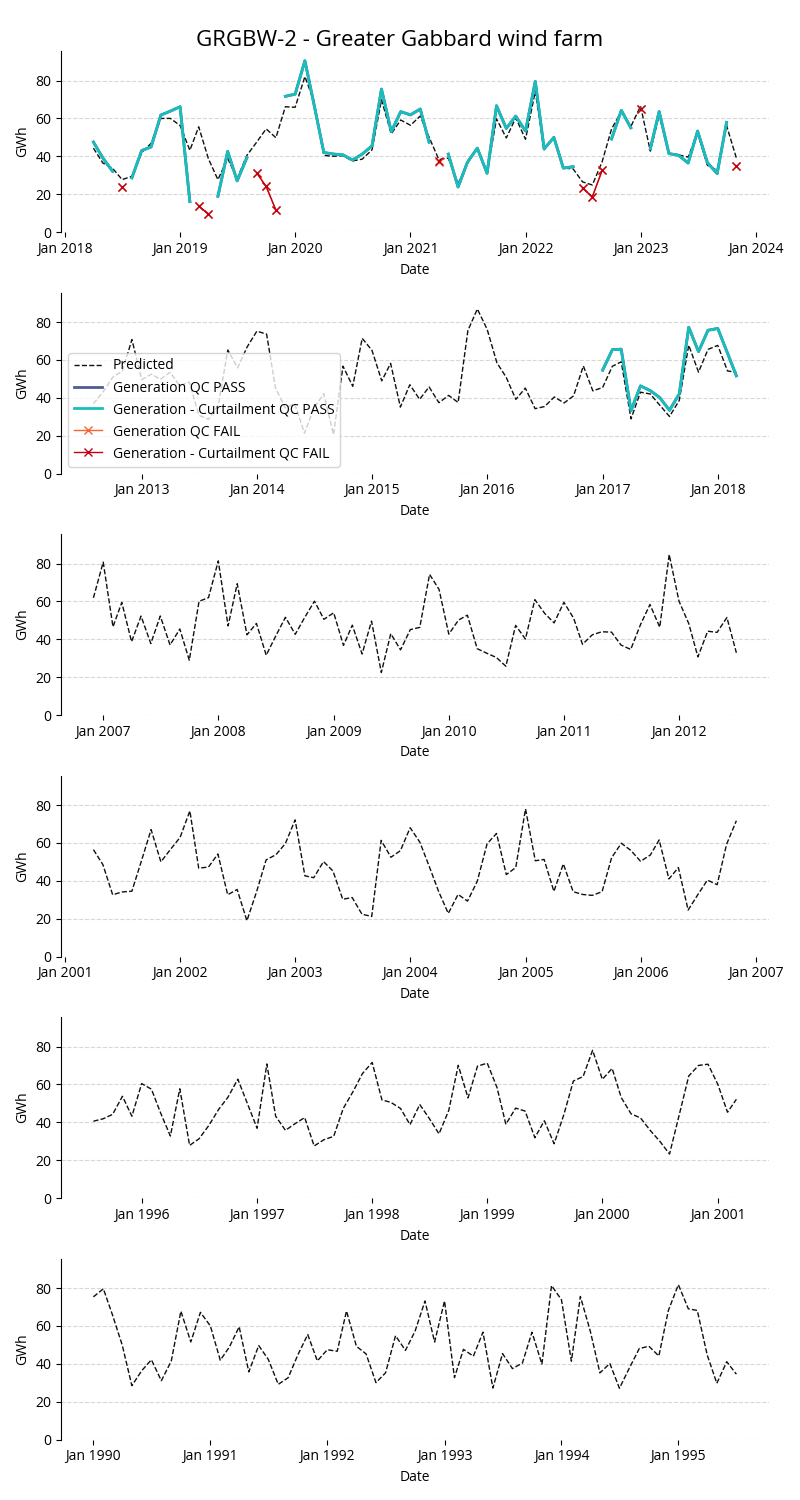 GRGBW-2 - Greater Gabbard wind farm
80
60
40
20
0
GWh
Jan 2018 Jan 2019 Jan 2020 Jan 2021 Jan 2022 Jan 2023 Jan 2024
Date
80
60
40
20
0
GWh
Predicted
Generation QC PASS
Generation - Curtailment QC PASS
Generation QC FAIL
Generation - Curtailment QC FAIL
Jan 2013 Jan 2014 Jan 2015 Jan 2016 Jan 2017 Jan 2018
Date
80
60
40
20
0
GWh
Jan 2007 Jan 2008 Jan 2009 Jan 2010 Jan 2011 Jan 2012
Date
80
60
40
20
0
GWh
Jan 2001 Jan 2002 Jan 2003 Jan 2004 Jan 2005 Jan 2006 Jan 2007
Date
80
60
40
20
0
GWh
Jan 1996 Jan 1997 Jan 1998 Jan 1999 Jan 2000 Jan 2001
Date
80
60
40
20
0
GWh
Jan 1990 Jan 1991 Jan 1992 Jan 1993 Jan 1994 Jan 1995
Date